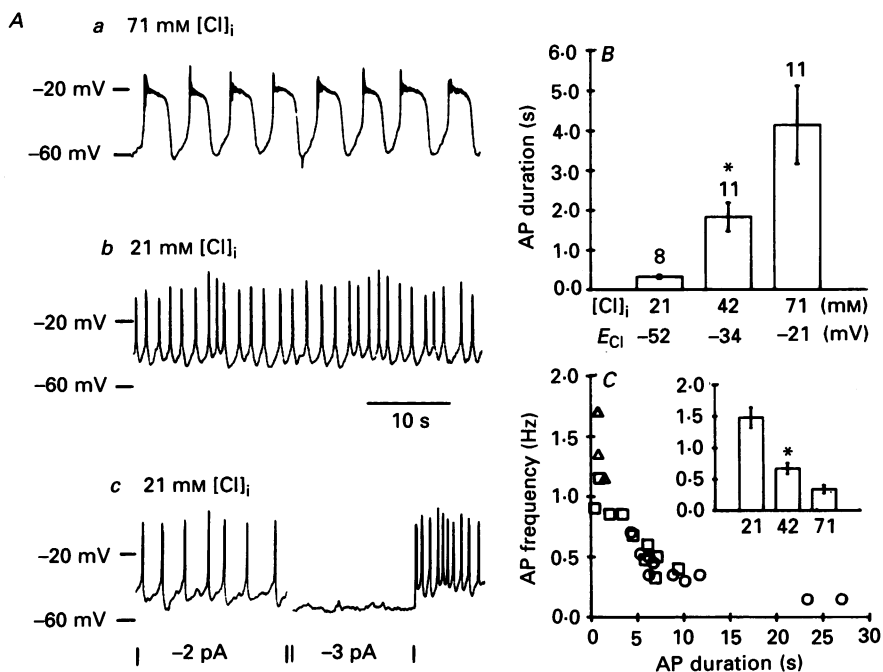 A
a 71 mM [Cl]i
−20 mV
−60 mV
b 21 mM [Cl]i
−20 mV
−60 mV
10 s
c 21 mM [Cl]i
−20 mV
−60 mV
−2 pA
−3 pA
B
AP duration (s)
6·0
5·0
4·0
3·0
2·0
1·0
0·0
8
*
11
11
[Cl]i 21 42 71 (mM)
ECl −52 −34 −21 (mV)
C
AP frequency (Hz)
2·0
1·5
1·0
0·5
0·0
2·0
1·5
1·0
0·5
0·0
*
21 42 71
0 5 10 15 20 25 30
AP duration (s)